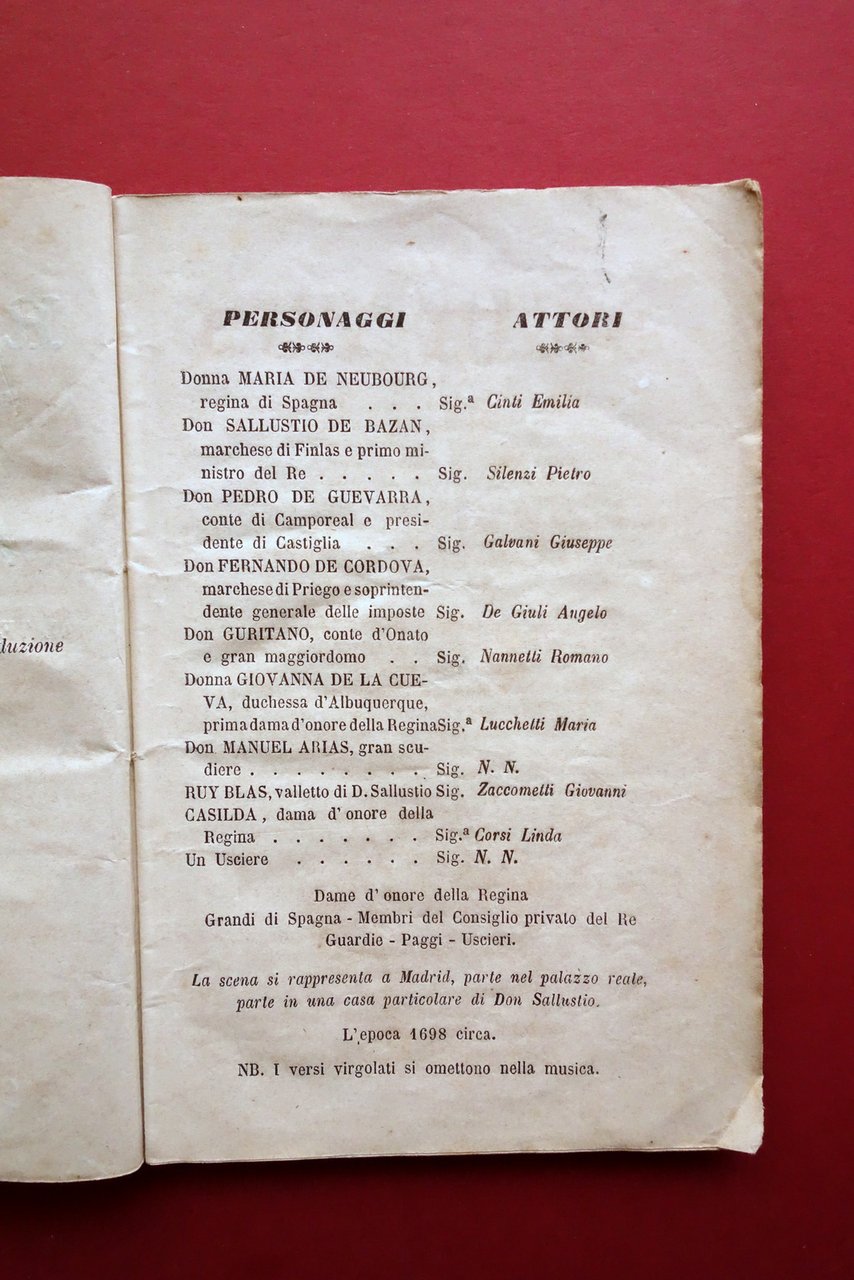 duzione
PERSONAGGI ATTORI
Donna MARIA DE NEUBOURG,
regina di Spagna . . . Sig.ª Cinti Emilia
Don SALLUSTIO DE BAZAN,
marchese di Finlas e primo mi-
nistro del Re . . . . . Sig. Silenzi Pietro
Don PEDRO DE GUEVARRA,
conte di Camporeal e presi-
dente di Castiglia . . . Sig. Galvani Giuseppe
Don FERNANDO DE CORDOVA,
marchese di Priego e soprinten-
dente generale delle imposte Sig. De Giuli Angelo
Don GURITANO, conte d'Onato
e gran maggiordomo . . Sig. Nannetti Romano
Donna GIOVANNA DE LA CUE-
VA, duchessa d'Albuquerque,
prima dama d'onore della Regina Sig.ª Lucchetti Maria
Don MANUEL ARIAS, gran scu-
diere . . . . . . . . Sig. N. N.
RUY BLAS, valletto di D. Sallustio Sig. Zaccometti Giovanni
CASILDA, dama d'onore della
Regina . . . . . . . Sig.ª Corsi Linda
Un Usciere . . . . . . Sig. N. N.
Dame d'onore della Regina
Grandi di Spagna - Membri del Consiglio privato del Re
Guardie - Paggi - Uscieri.
La scena si rappresenta a Madrid, parte nel palazzo reale,
parte in una casa particolare di Don Sallustio.
L'epoca 1698 circa.
NB. I versi virgolati si omettono nella musica.